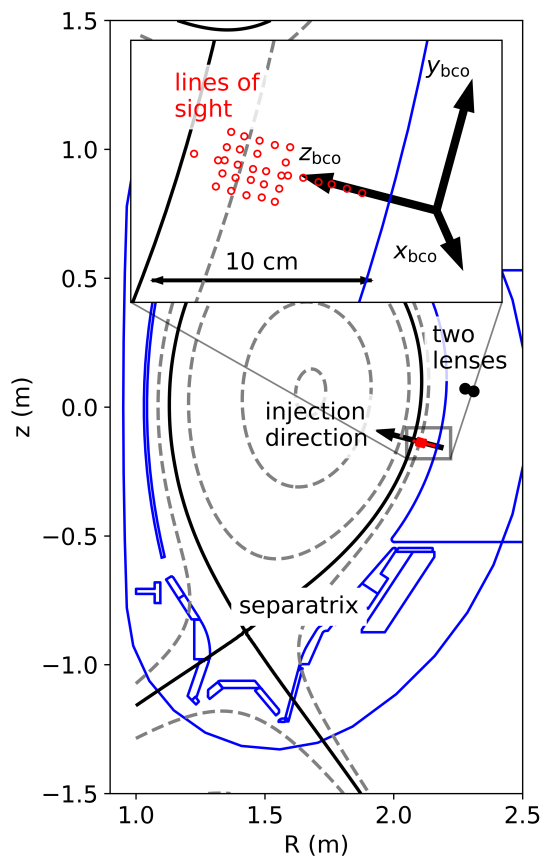 1.5
1.0
0.5
0.0
−0.5
−1.0
−1.5
z (m)
lines of
sight
y_bco
z_bco
x_bco
10 cm
two
lenses
injection
direction
separatrix
1.0
1.5
2.0
2.5
R (m)